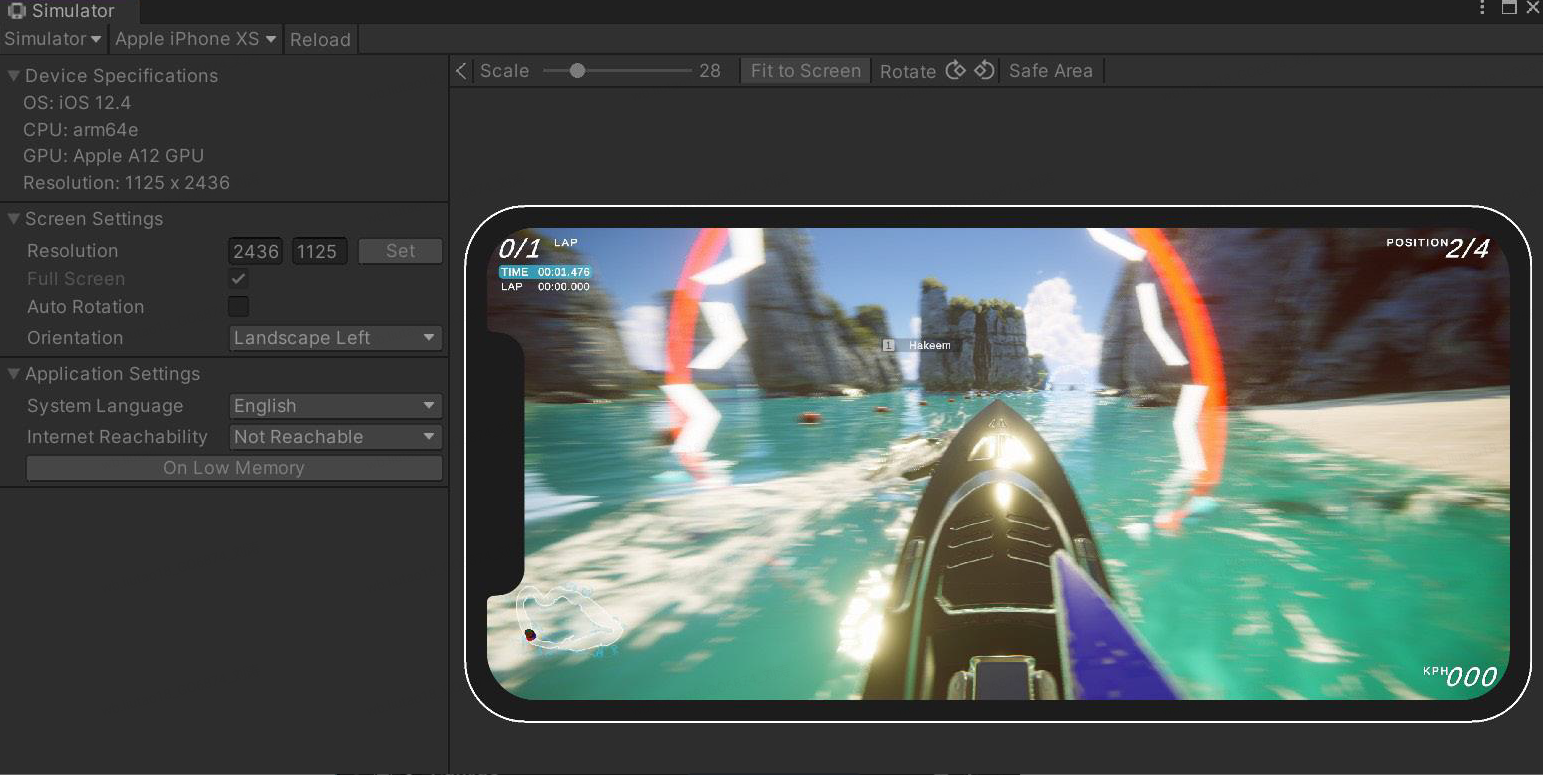 Simulator
Simulator Apple iPhone XS Reload
Device Specifications
OS: iOS 12.4
CPU: arm64e
GPU: Apple A12 GPU
Resolution: 1125 x 2436
Screen Settings
Resolution 2436 1125 Set
Full Screen
Auto Rotation
Orientation Landscape Left
Application Settings
System Language English
Internet Reachability Not Reachable
On Low Memory
Scale 28 Fit to Screen Rotate Safe Area
0/1 LAP
TIME 00:01.476
LAP 00:00.000
POSITION 2/4
1 Hakeem
KPH 000